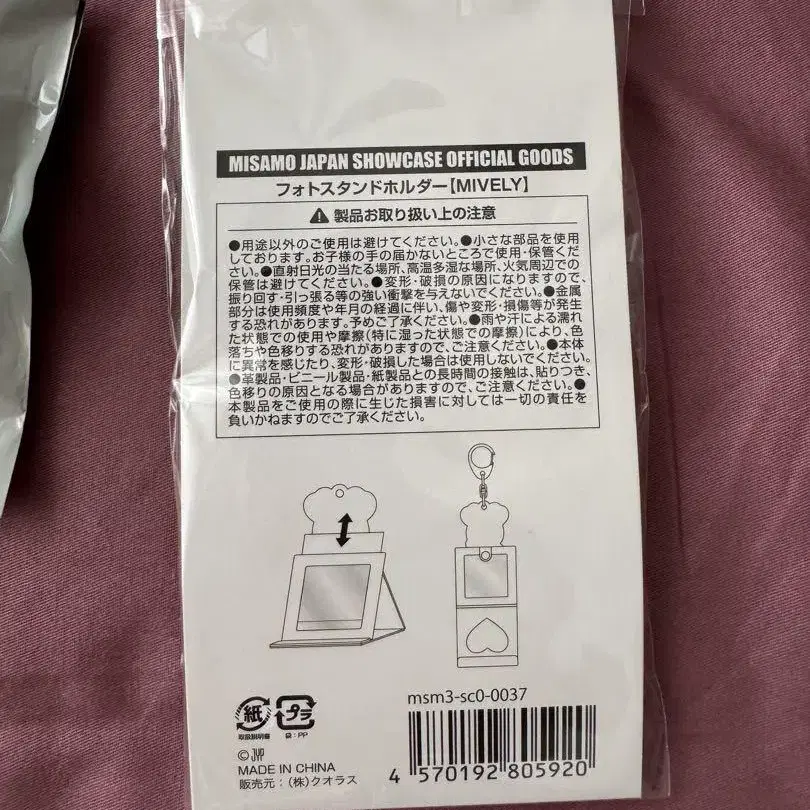 MISAMO JAPAN SHOWCASE OFFICIAL GOODS
フォトスタンドホルダー【MIVELY】
製品お取り扱い上の注意
●用途以外のご使用は避けてください。●小さな部品を使用
しております。お子様の手の届かないところで使用・保管くだ
さい。●直射日光の当たる場所、高温多湿な場所、火気周辺での
保管は避けてください。●変形・破損の原因になりますので、
振り回す・引っ張る等の強い衝撃を与えないでください。●金属
部分は使用頻度や年月の経過に伴い、傷や変形・損傷等が発生
する恐れがあります。予めご了承ください。●雨や汗による濡れ
た状態での使用や摩擦(特に湿った状態での摩擦)により、色
落ちや色移りする恐れがありますので、ご注意ください。●本体
に異常を感じたり、変形・破損した場合は使用しないでください。
●革製品・ビニール製品・紙製品との長時間の接触は、貼りつき、
色移りの原因となる場合がありますので、ご注意ください。●
本製品をご使用の際に生じた損害に対しては一切の責任を
負いかねますのでご了承ください。
msm3-sc0-0037
紙 プラ
取扱説明書 袋:PP
© JYP
MADE IN CHINA
販売元:(株)クオラス
4 570192 805920